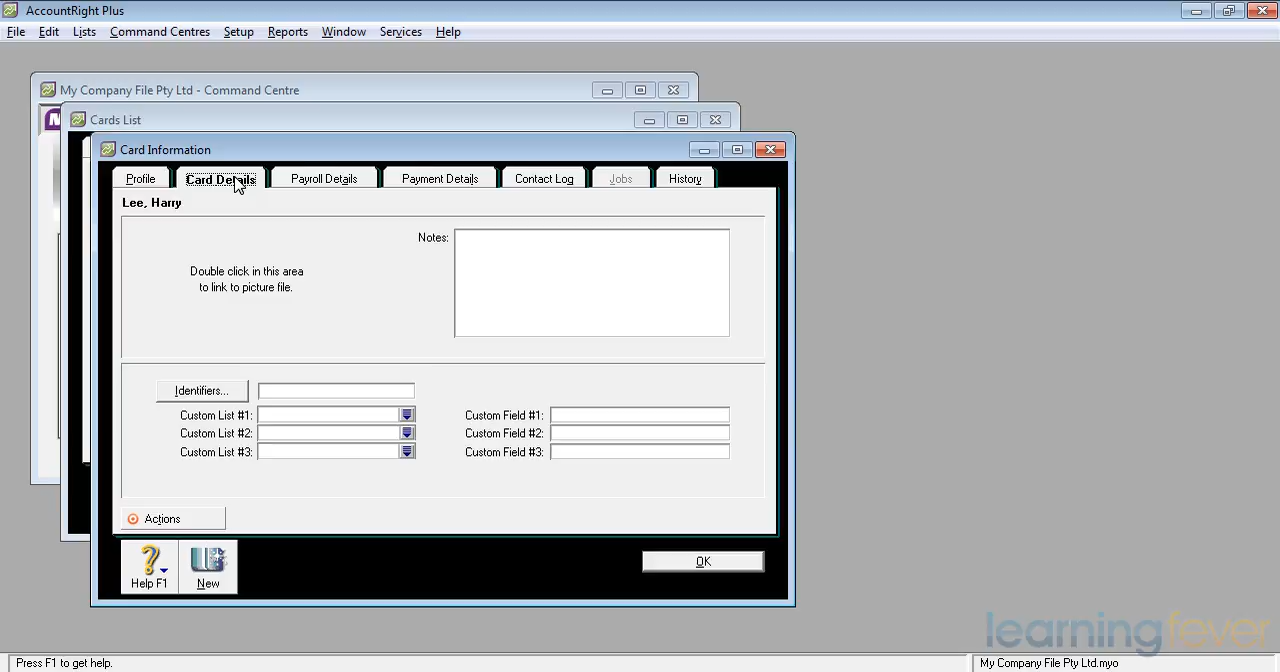 AccountRight Plus
File Edit Lists Command Centres Setup Reports Window Services Help
My Company File Pty Ltd - Command Centre
Cards List
Card Information
Profile Card Details Payroll Details Payment Details Contact Log Jobs History
Lee, Harry
Notes:
Double click in this area
to link to picture file.
Identifiers...
Custom List #1: Custom Field #1:
Custom List #2: Custom Field #2:
Custom List #3: Custom Field #3:
Actions
OK
Help F1 New
learningfever
Press F1 to get help. My Company File Pty Ltd.myo